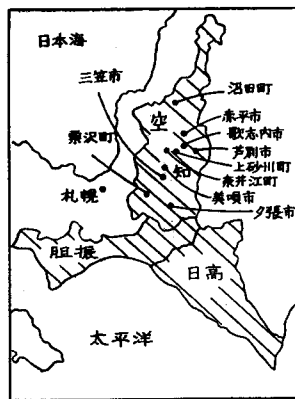 日本海
三笠市
栗沢町
札幌
空
知
沼田町
赤平市
歌志内市
芦別市
上砂川町
奈井江町
美唄市
夕張市
胆振
日高
太平洋